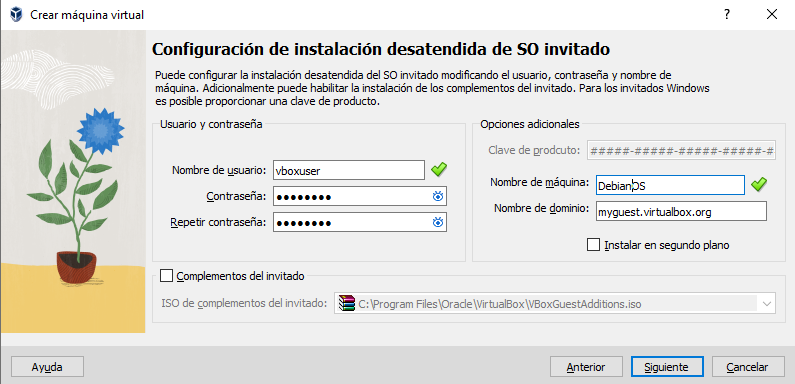 Crear máquina virtual
Configuración de instalación desatendida de SO invitado
Puede configurar la instalación desatendida del SO invitado modificando el usuario, contraseña y nombre de
máquina. Adicionalmente puede habilitar la instalación de los complementos del invitado. Para los invitados Windows
es posible proporcionar una clave de producto.
Usuario y contraseña
Nombre de usuario: vboxuser
Contraseña: ●●●●●●●●
Repetir contraseña: ●●●●●●●●
Opciones adicionales
Clave de prodcuto: #####-#####-#####-#####-#
Nombre de máquina: DebianOS
Nombre de dominio: myguest.virtualbox.org
Instalar en segundo plano
Complementos del invitado
ISO de complementos del invitado: C:\Program Files\Oracle\VirtualBox\VBoxGuestAdditions.iso
Ayuda
Anterior
Siguiente
Cancelar